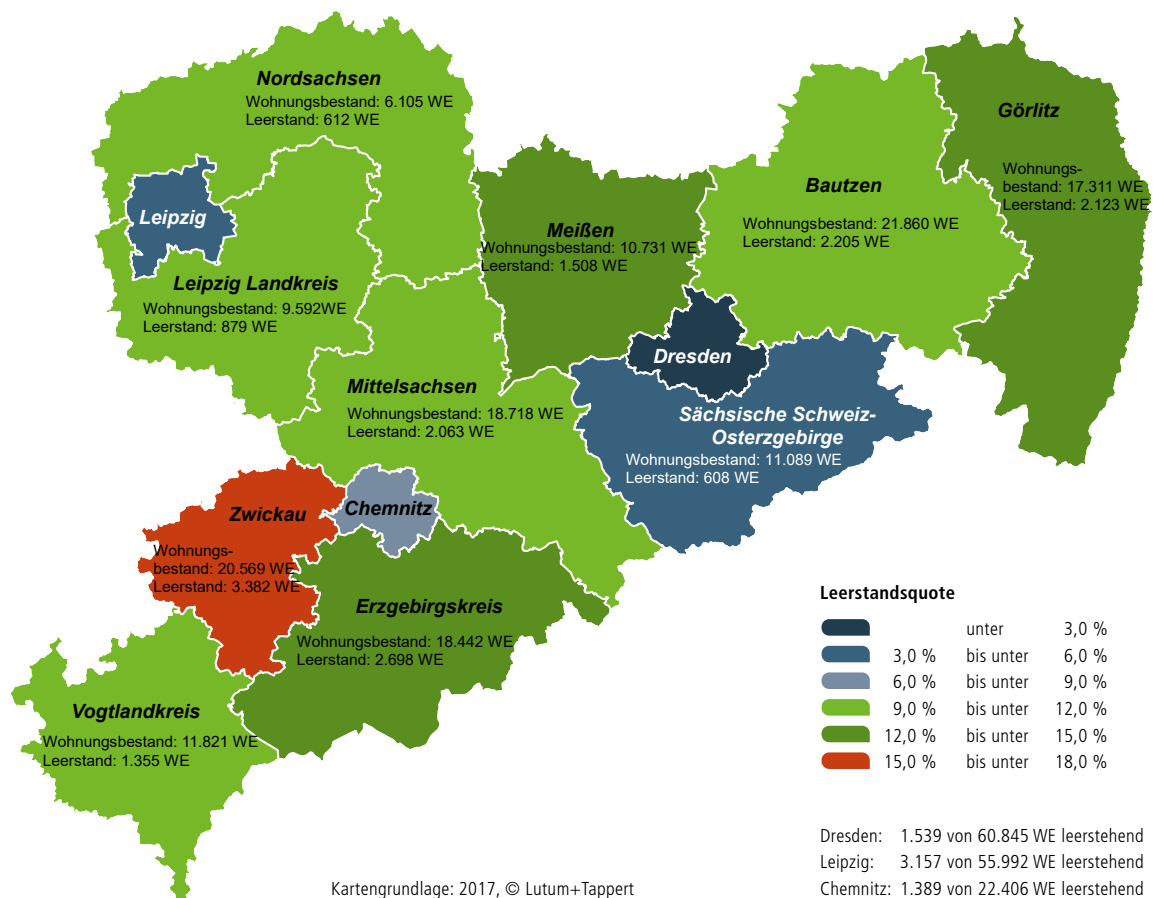 Nordsachsen
Wohnungsbestand: 6.105 WE
Leerstand: 612 WE
Görlitz
Wohnungs-
bestand: 17.311 WE
Leerstand: 2.123 WE
Bautzen
Wohnungsbestand: 21.860 WE
Leerstand: 2.205 WE
Leipzig
Meißen
Wohnungsbestand: 10.731 WE
Leerstand: 1.508 WE
Leipzig Landkreis
Wohnungsbestand: 9.592WE
Leerstand: 879 WE
Dresden
Mittelsachsen
Wohnungsbestand: 18.718 WE
Leerstand: 2.063 WE
Sächsische Schweiz-
Osterzgebirge
Wohnungsbestand: 11.089 WE
Leerstand: 608 WE
Zwickau
Wohnungs-
bestand: 20.569 WE
Leerstand: 3.382 WE
Chemnitz
Erzgebirgskreis
Wohnungsbestand: 18.442 WE
Leerstand: 2.698 WE
Vogtlandkreis
Wohnungsbestand: 11.821 WE
Leerstand: 1.355 WE
Leerstandsquote
unter 3,0 %
3,0 % bis unter 6,0 %
6,0 % bis unter 9,0 %
9,0 % bis unter 12,0 %
12,0 % bis unter 15,0 %
15,0 % bis unter 18,0 %
Dresden: 1.539 von 60.845 WE leerstehend
Leipzig: 3.157 von 55.992 WE leerstehend
Chemnitz: 1.389 von 22.406 WE leerstehend
Kartengrundlage: 2017, © Lutum+Tappert